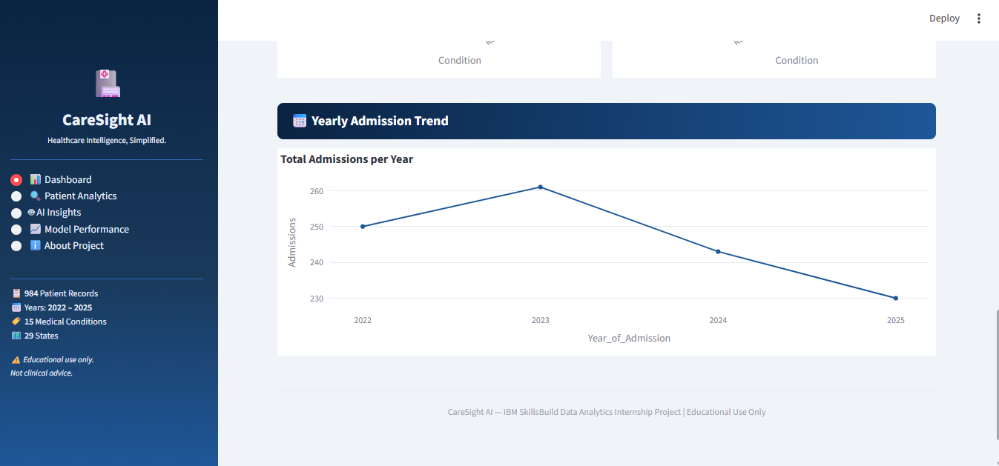 Deploy
CareSight AI
Healthcare Intelligence, Simplified.
Dashboard
Patient Analytics
AI Insights
Model Performance
About Project
984 Patient Records
Years: 2022 – 2025
15 Medical Conditions
29 States
Educational use only.
Not clinical advice.
Condition
Condition
Yearly Admission Trend
Total Admissions per Year
Admissions
260
250
240
230
2022 2023 2024 2025
Year_of_Admission
CareSight AI — IBM SkillsBuild Data Analytics Internship Project | Educational Use Only